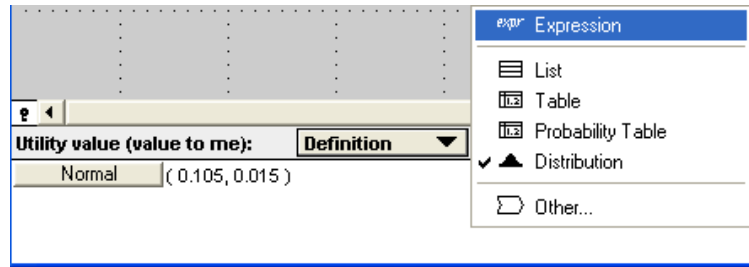 expr Expression
List
Table
Probability Table
Distribution
Other...
?
Utility value (value to me): Definition
Normal ( 0.105, 0.015 )